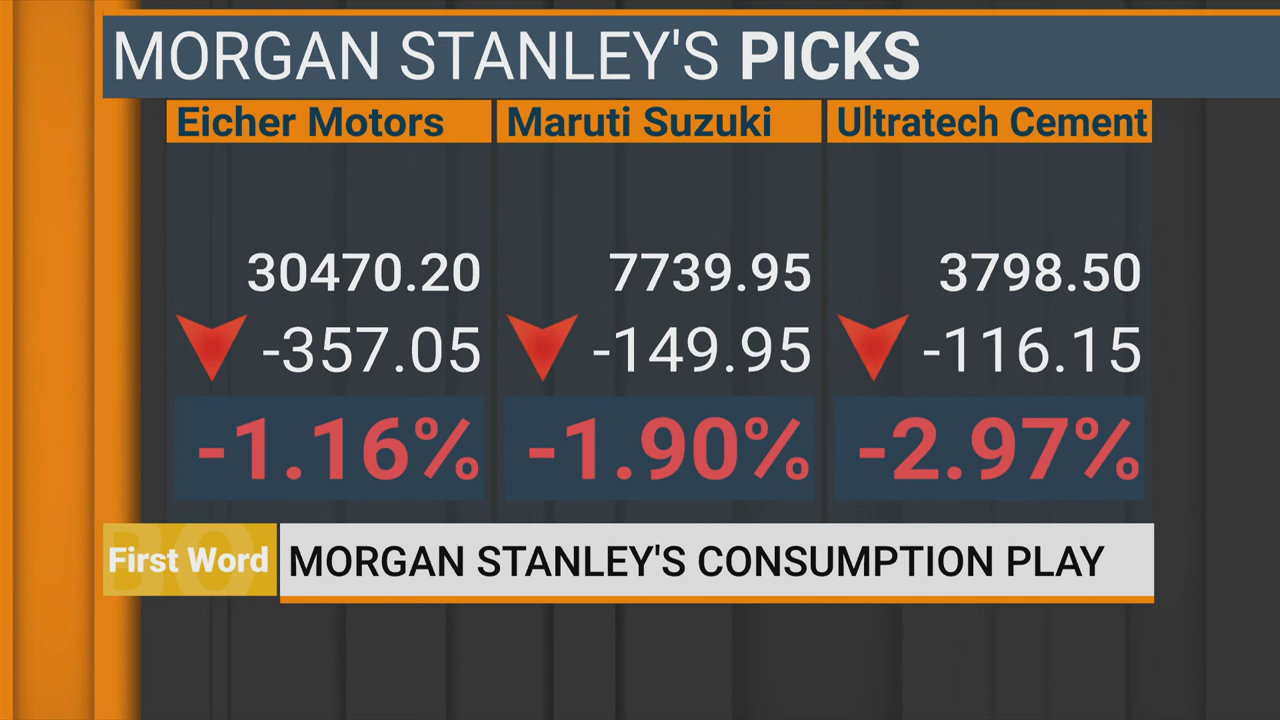 MORGAN STANLEY'S PICKS
Eicher Motors
30470.20
-357.05
-1.16%
Maruti Suzuki
7739.95
-149.95
-1.90%
Ultratech Cement
3798.50
-116.15
-2.97%
First Word
MORGAN STANLEY'S CONSUMPTION PLAY